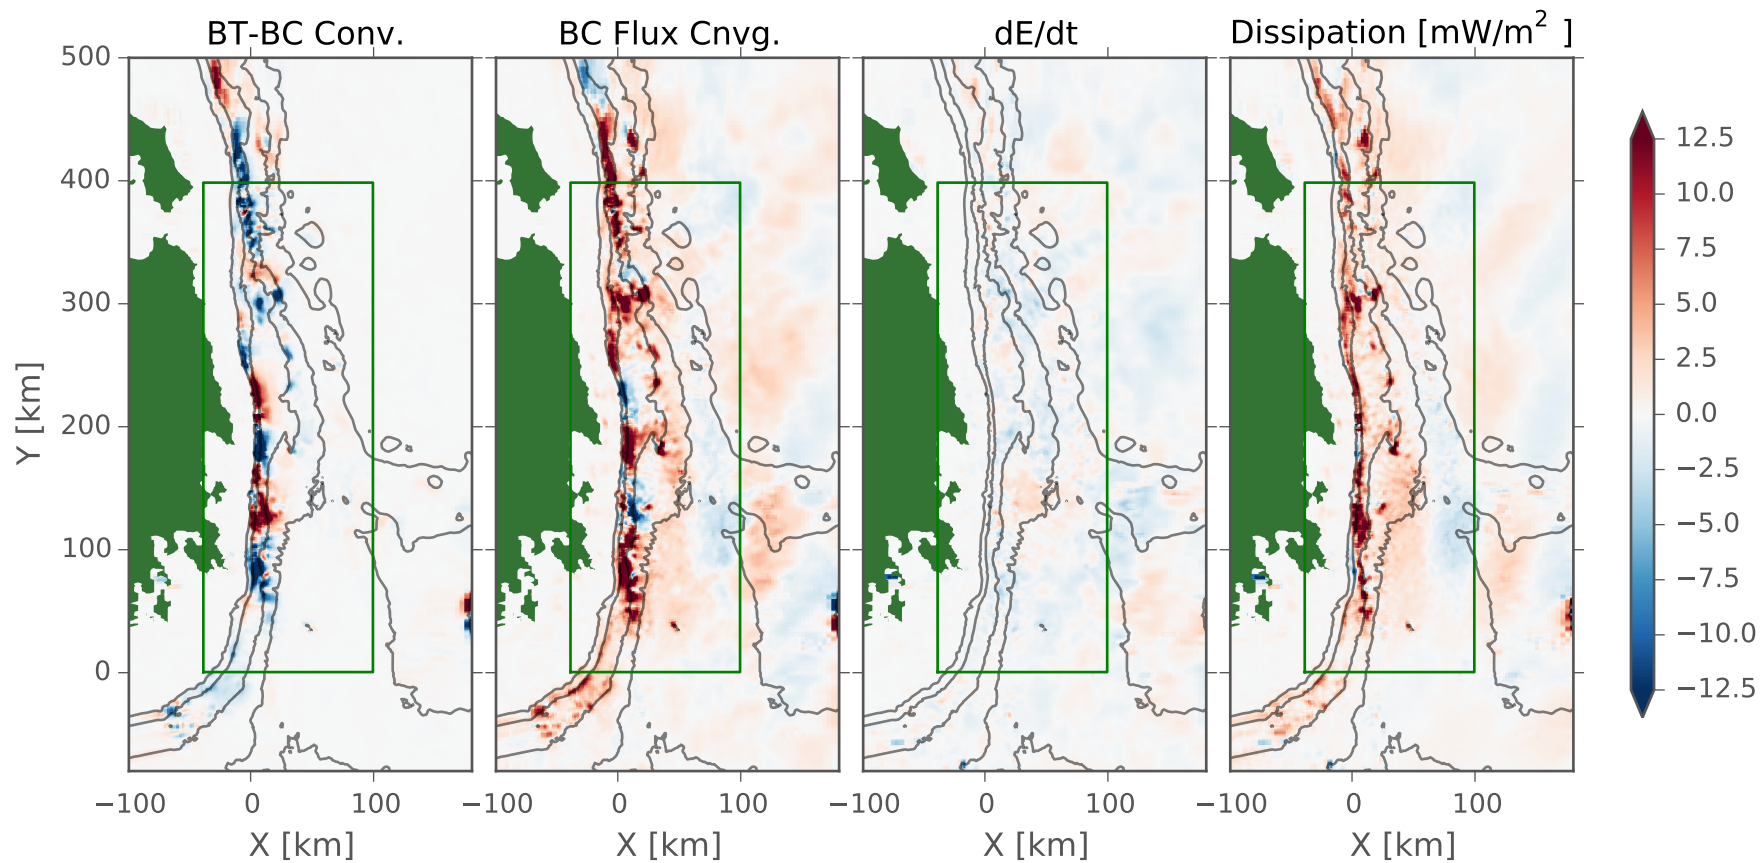 BT-BC Conv.
BC Flux Cnvg.
dE/dt
Dissipation [mW/m² ]
500
400
300
200
100
0
Y [km]
12.5
10.0
7.5
5.0
2.5
0.0
−2.5
−5.0
−7.5
−10.0
−12.5
−100 0 100
−100 0 100
−100 0 100
−100 0 100
X [km]
X [km]
X [km]
X [km]